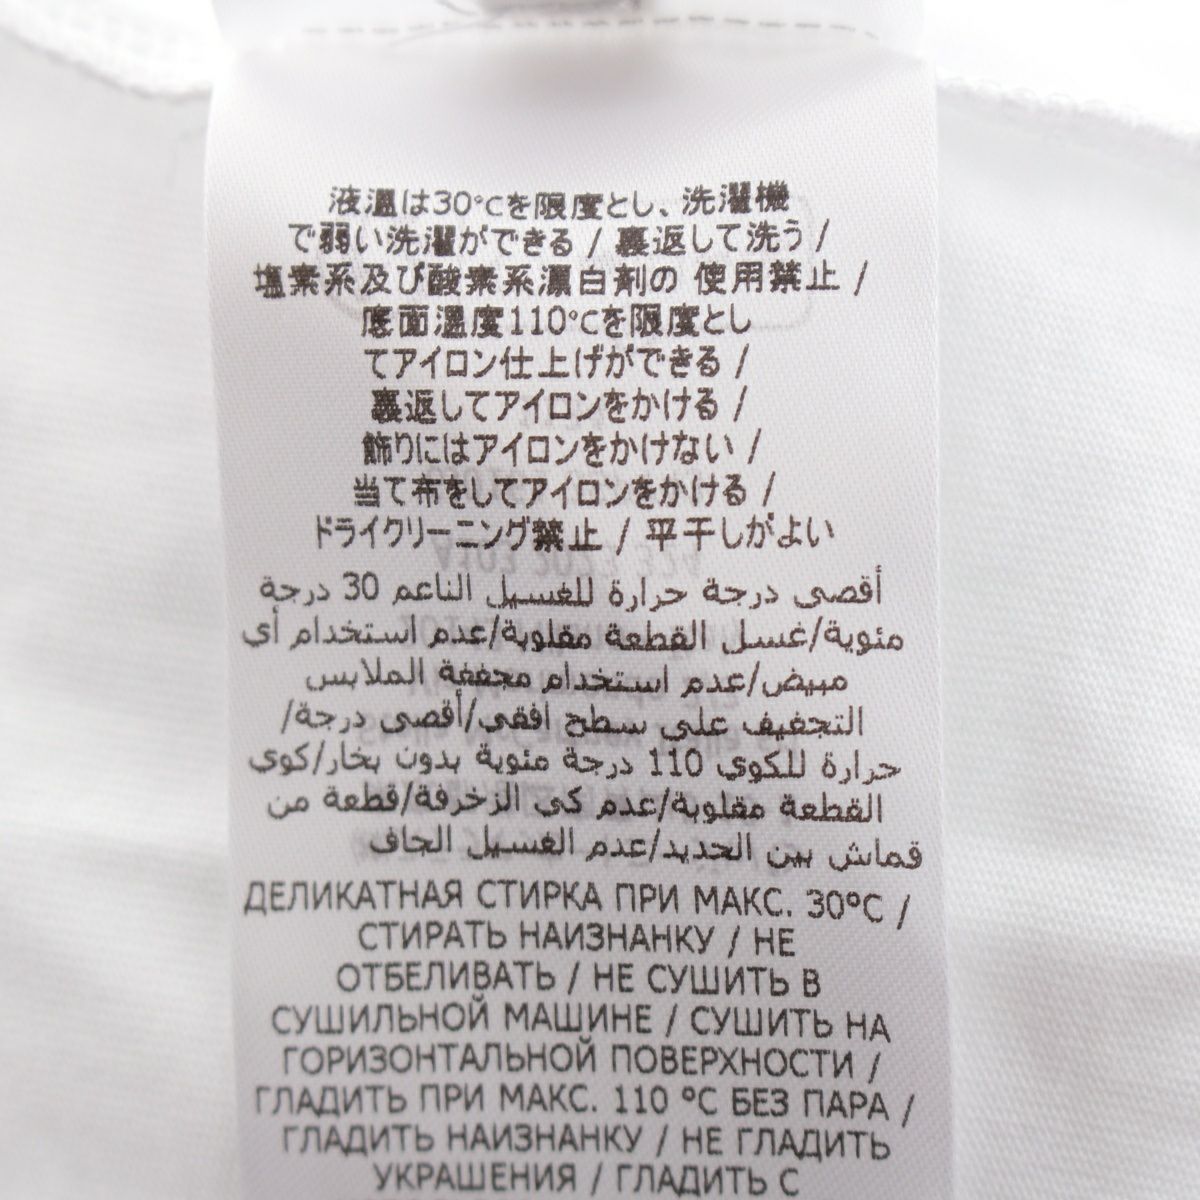 液温は30℃を限度とし、洗濯機
で弱い洗濯ができる / 裏返して洗う /
塩素系及び酸素系漂白剤の 使用禁止 /
底面温度110℃を限度とし
てアイロン仕上げができる /
裏返してアイロンをかける /
飾りにはアイロンをかけない /
当て布をしてアイロンをかける /
ドライクリーニング禁止 / 平干しがよい
أقصى درجة حرارة للغسيل الناعم 30 درجة
مئوية/غسل القطعة مقلوبة/عدم استخدام أي
مبيض/عدم استخدام مجففة الملابس
التجفيف على سطح افقي/أقصى درجة/
حرارة للكوي 110 درجة مئوية بدون بخار/كوي
القطعة مقلوبة/عدم كي الزخرفة/قطعة من
قماش بين الحديد/عدم الغسيل الجاف
ДЕЛИКАТНАЯ СТИРКА ПРИ МАКС. 30ºC /
СТИРАТЬ НАИЗНАНКУ / НЕ
ОТБЕЛИВАТЬ / НЕ СУШИТЬ В
СУШИЛЬНОЙ МАШИНЕ / СУШИТЬ НА
ГОРИЗОНТАЛЬНОЙ ПОВЕРХНОСТИ /
ГЛАДИТЬ ПРИ МАКС. 110 ºC БЕЗ ПАРА /
ГЛАДИТЬ НАИЗНАНКУ / НЕ ГЛАДИТЬ
УКРАШЕНИЯ / ГЛАДИТЬ С